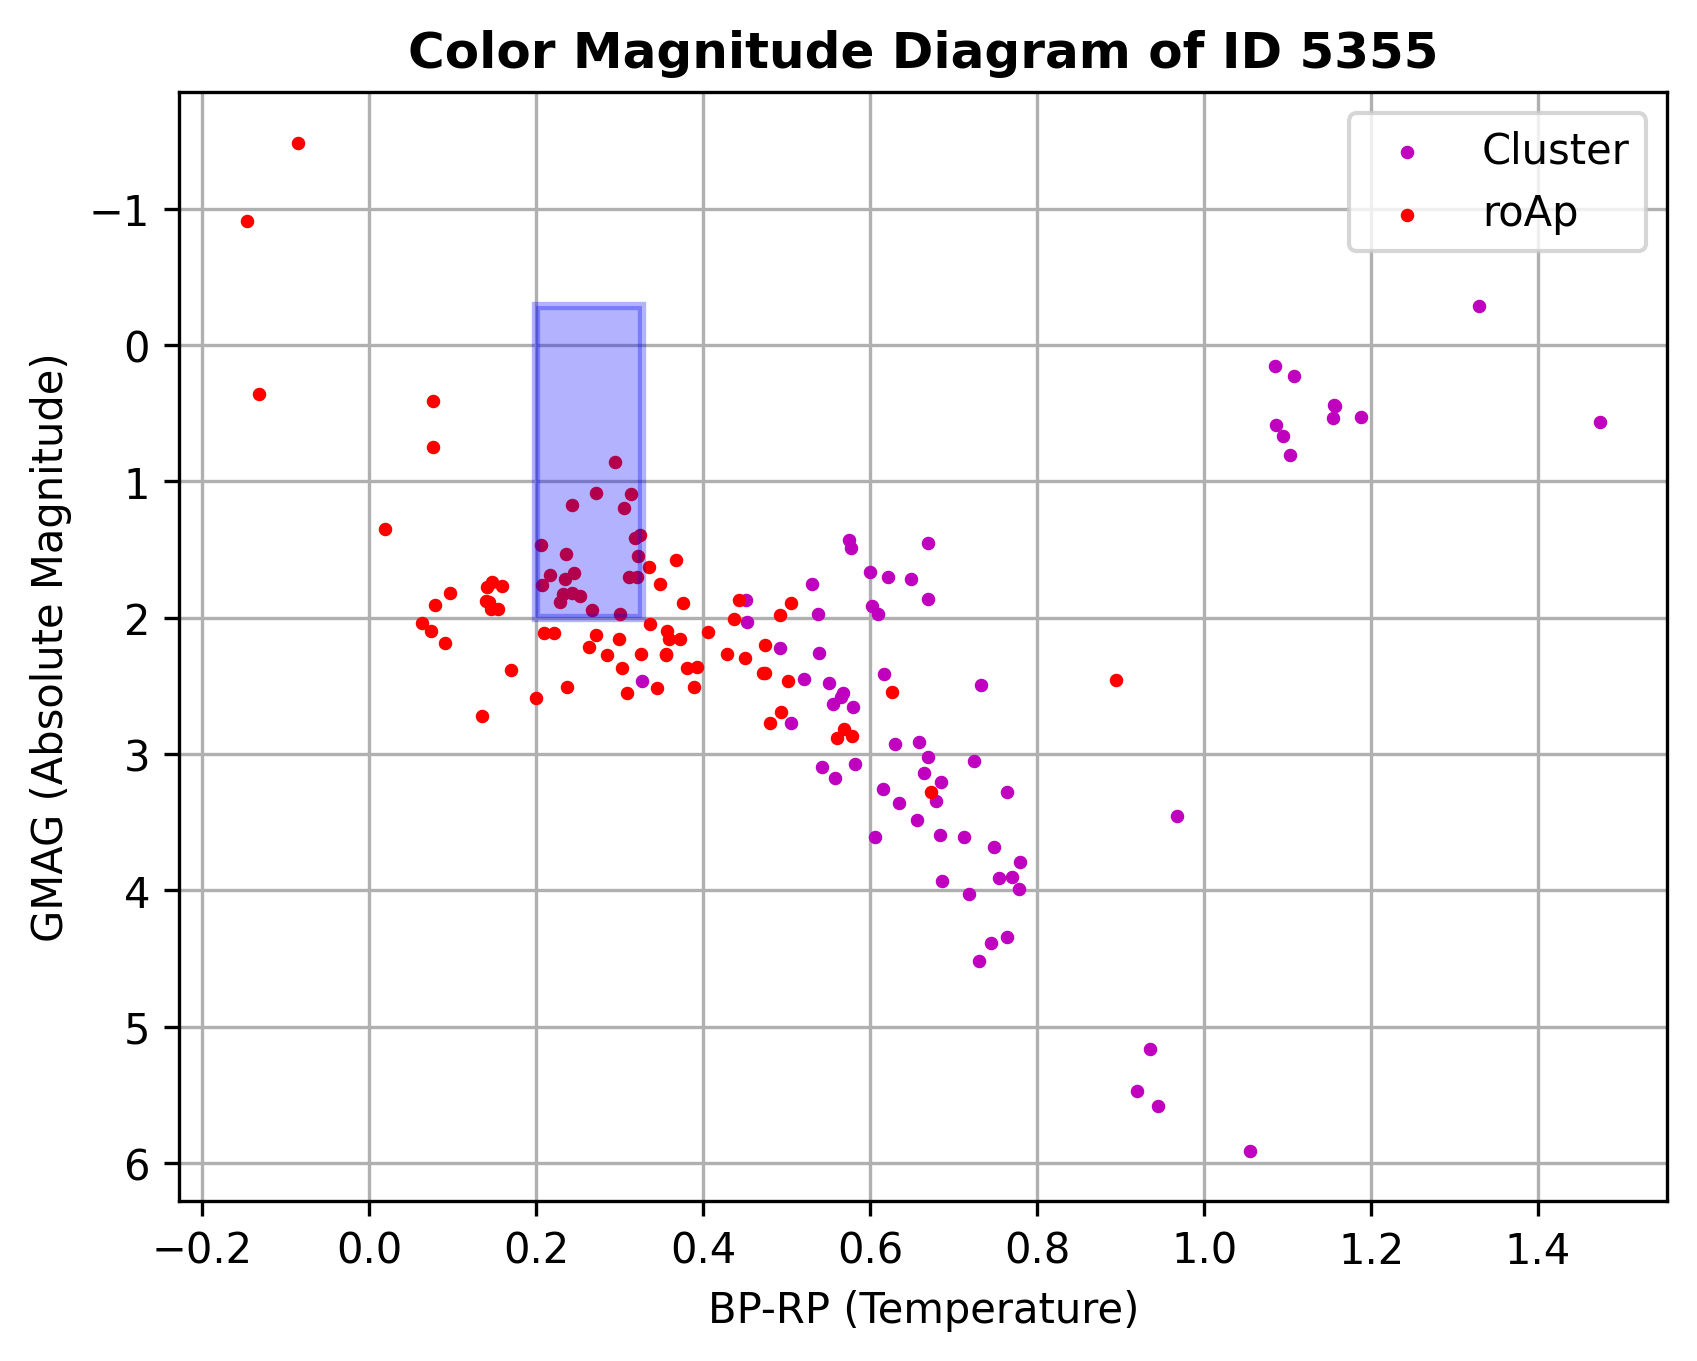 Color Magnitude Diagram of ID 5355
Cluster
roAp
GMAG (Absolute Magnitude)
−1
0
1
2
3
4
5
6
−0.2 0.0 0.2 0.4 0.6 0.8 1.0 1.2 1.4
BP-RP (Temperature)